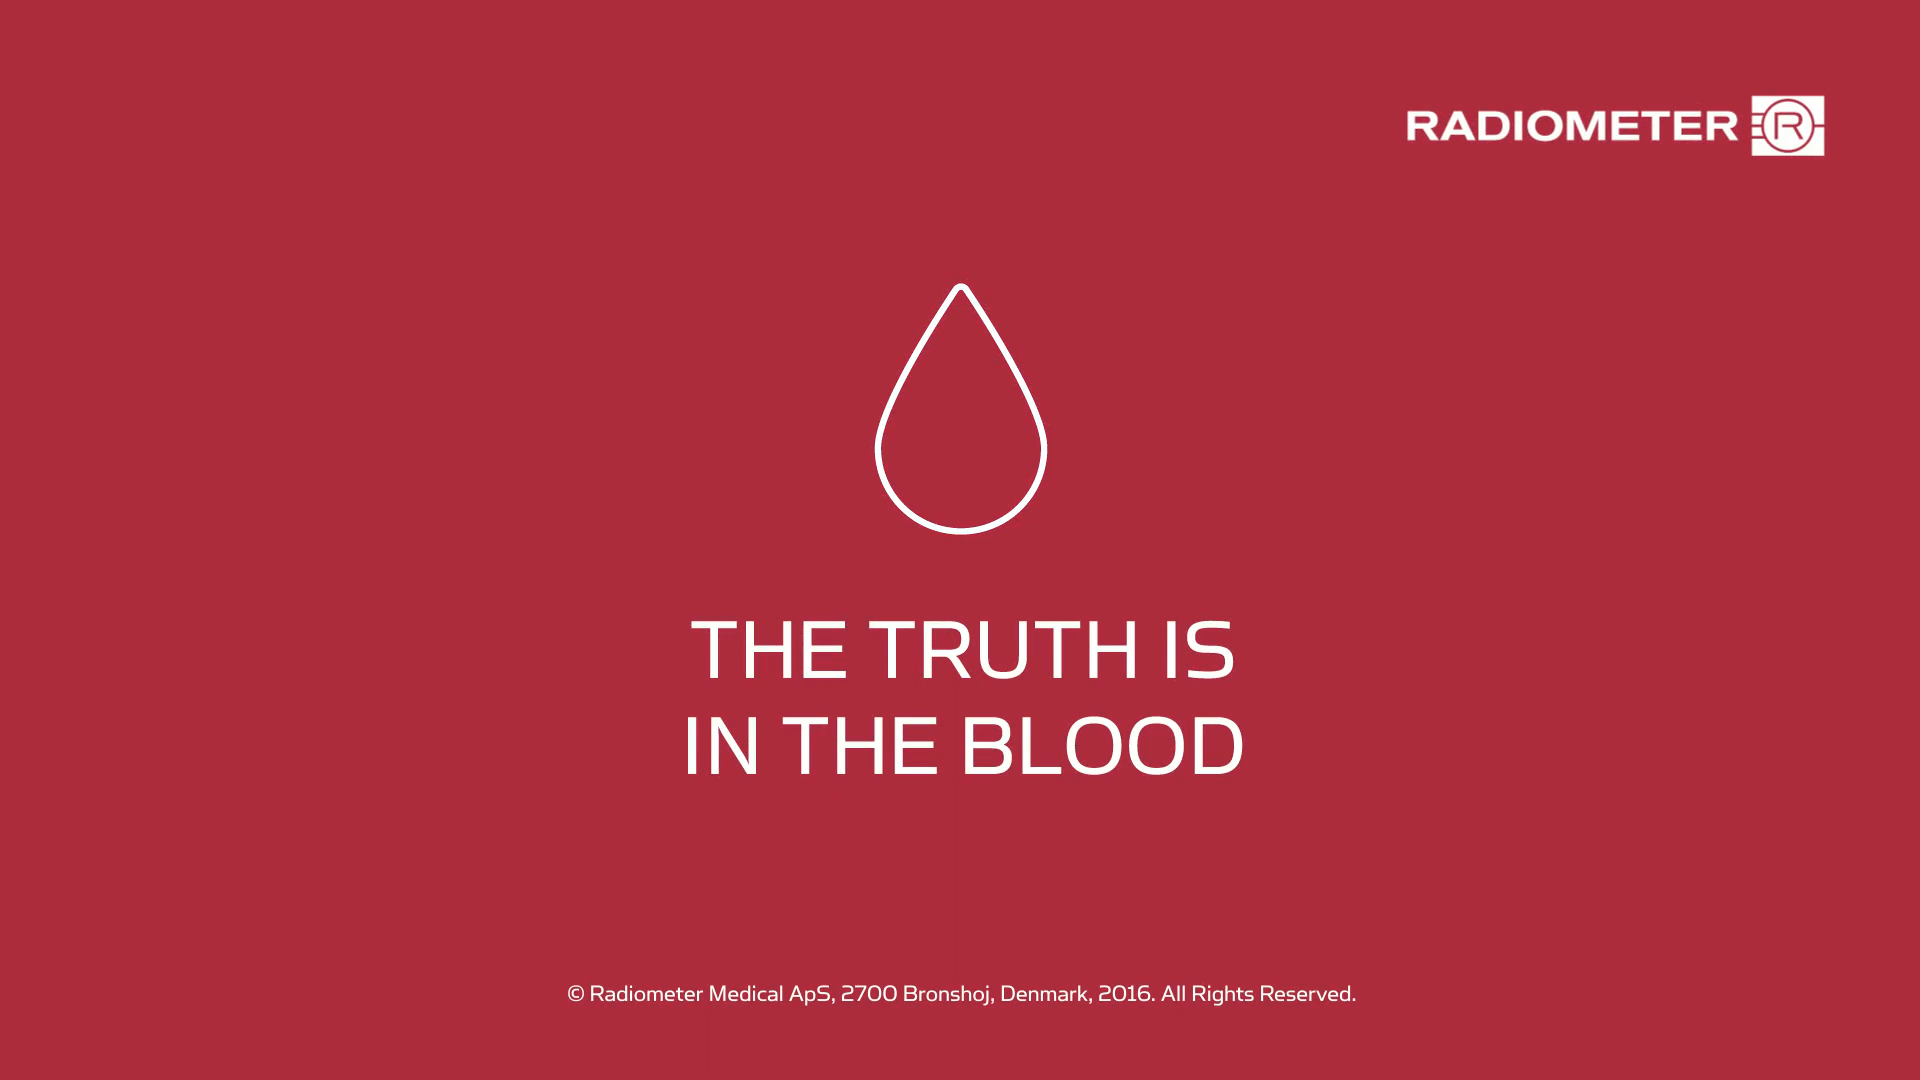 RADIOMETER R
THE TRUTH IS
IN THE BLOOD
© Radiometer Medical ApS, 2700 Bronshoj, Denmark, 2016. All Rights Reserved.